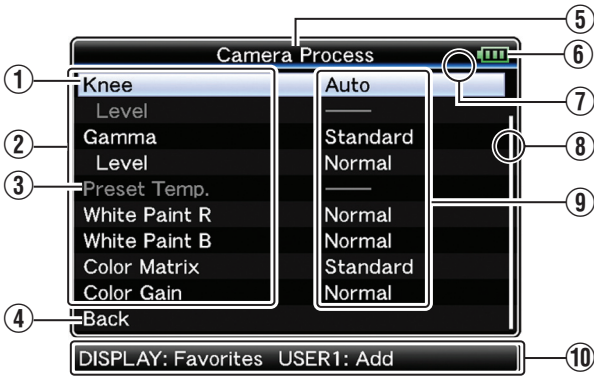 ⑤
Camera Process
⑥
① Knee Auto
⑦
Level ———
② Gamma Standard
⑧
Level Normal
③ Preset Temp. ———
⑨
White Paint R Normal
White Paint B Normal
Color Matrix Standard
Color Gain Normal
④ Back
DISPLAY: Favorites USER1: Add ⑩